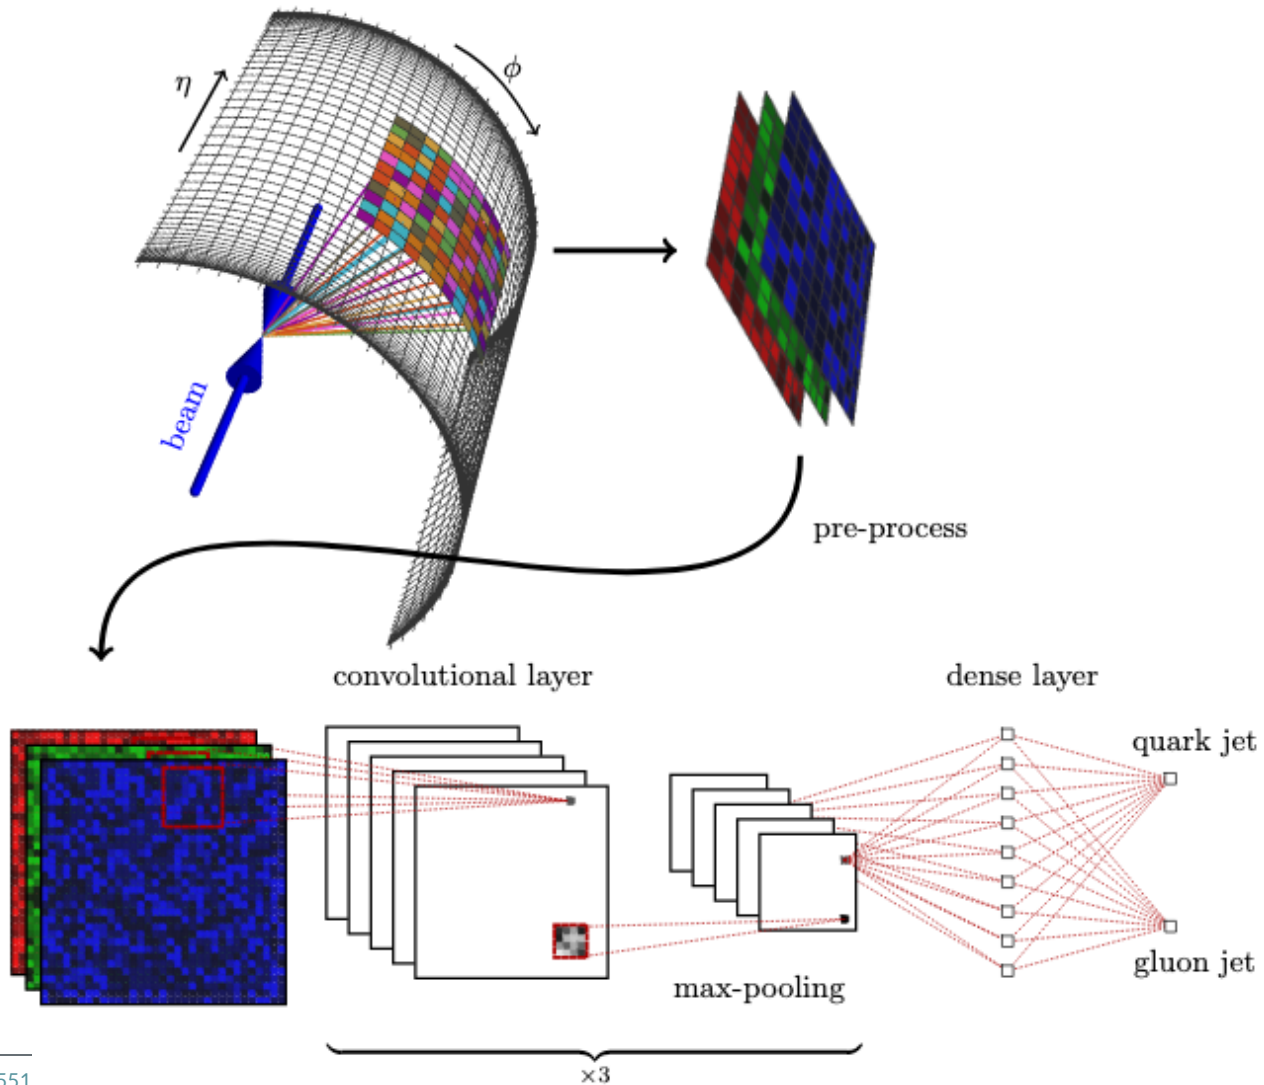 η
ϕ
beam
pre-process
convolutional layer
dense layer
quark jet
gluon jet
max-pooling
×3
551